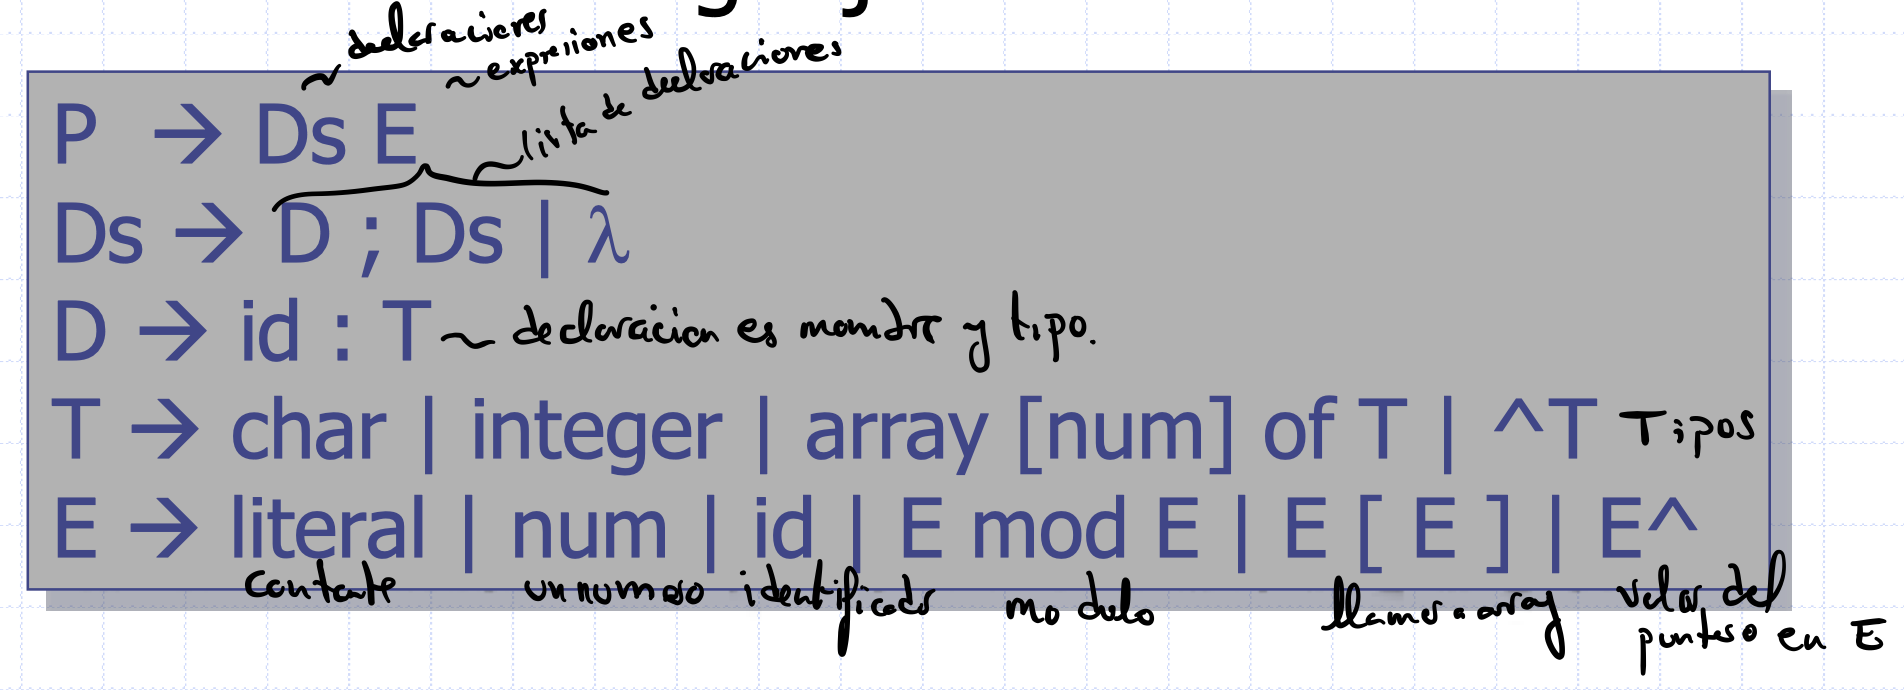 declaraciones
~ expresiones
P → Ds E
lista de declaraciones
Ds → D ; Ds | λ
D → id : T ~ declaracion es nombre y tipo.
T → char | integer | array [num] of T | ^T Tipos
E → literal | num | id | E mod E | E [ E ] | E^
un numero identificador modulo llamar a array valor del
puntero en E